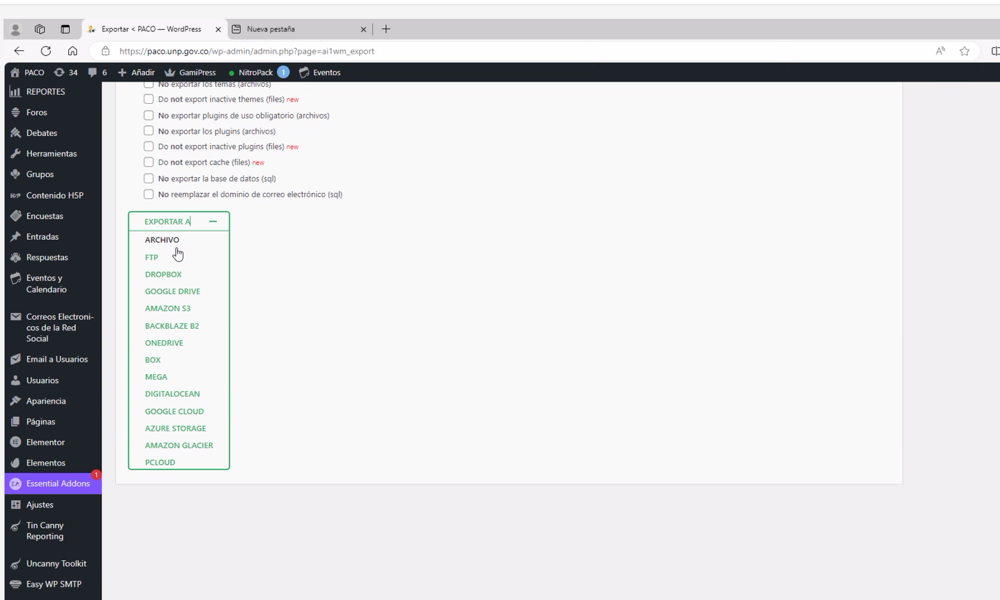 Exportar < PACO — WordPress
Nueva pestaña
https://paco.unp.gov.co/wp-admin/admin.php?page=ai1wm_export
PACO 34 6 Añadir GamiPress NitroPack 1 Eventos
REPORTES
Foros
Debates
Herramientas
Grupos
H-P Contenido H5P
Encuestas
Entradas
Respuestas
Eventos y
Calendario
Correos Electroni-
cos de la Red
Social
Email a Usuarios
Usuarios
Apariencia
Páginas
Elementor
Elementos
Essential Addons 1
Ajustes
Tin Canny
Reporting
Uncanny Toolkit
Easy WP SMTP
No exportar los temas (archivos)
Do not export inactive themes (files) new
No exportar plugins de uso obligatorio (archivos)
No exportar los plugins (archivos)
Do not export inactive plugins (files) new
Do not export cache (files) new
No exportar la base de datos (sql)
No reemplazar el dominio de correo electrónico (sql)
EXPORTAR A
ARCHIVO
FTP
DROPBOX
GOOGLE DRIVE
AMAZON S3
BACKBLAZE B2
ONEDRIVE
BOX
MEGA
DIGITALOCEAN
GOOGLE CLOUD
AZURE STORAGE
AMAZON GLACIER
PCLOUD